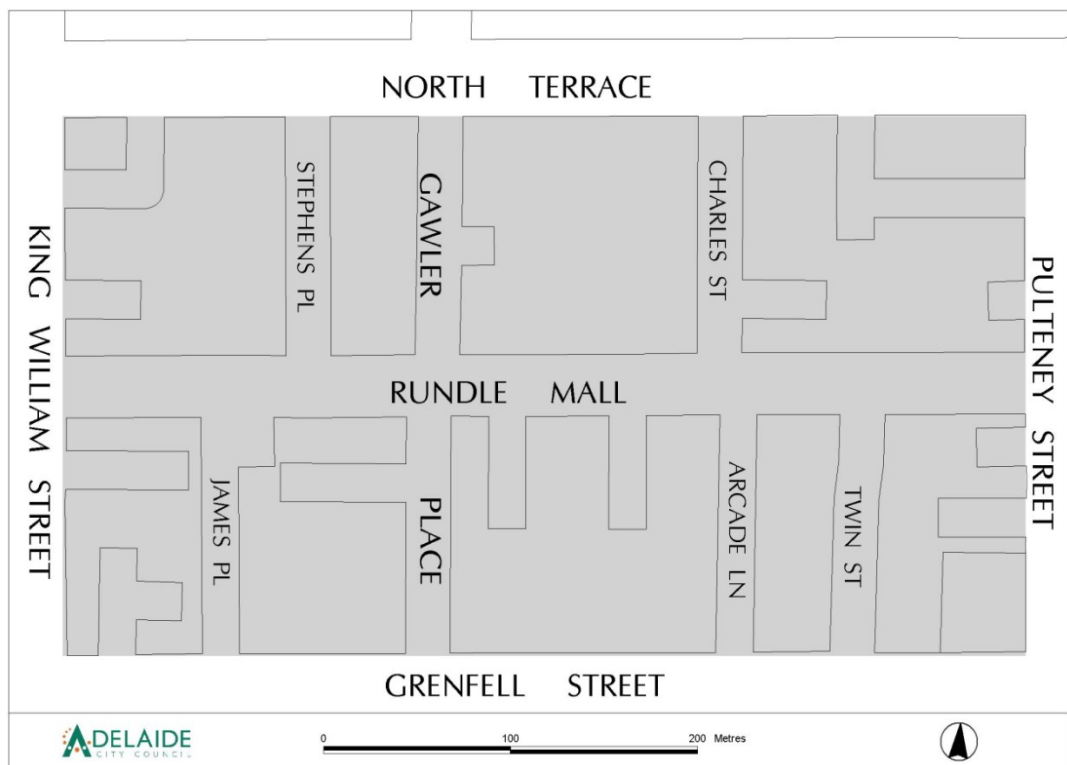 NORTH TERRACE
KING WILLIAM STREET
STEPHENS PL
GAWLER
CHARLES ST
PULTENEY STREET
RUNDLE MALL
JAMES PL
PLACE
ARCADE LN
TWIN ST
GRENFELL STREET
ADELAIDE
CITY COUNCIL
0 100 200 Metres